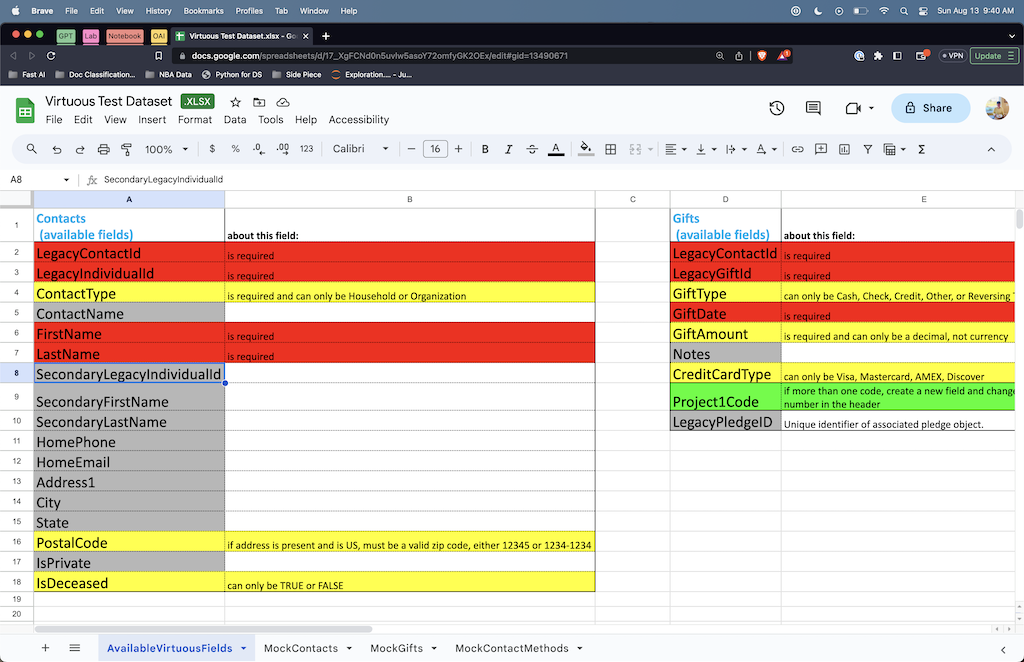 Brave File Edit View History Bookmarks Profiles Tab Window Help Sun Aug 13 9:40 AM
GPT Lab Notebook OAI Virtuous Test Dataset.xlsx - Go
docs.google.com/spreadsheets/d/17_XgFCNd0n5uvlw5asoY72omfyGK2OEx/edit#gid=13490671 VPN Update
Fast AI Doc Classification... NBA Data Python for DS Side Piece Exploration.... - Ju...
Virtuous Test Dataset .XLSX
File Edit View Insert Format Data Tools Help Accessibility
Share
100% $ % .0 .00 123 Calibri 16 B I A
A8 fx SecondaryLegacyIndividualId
A B C D E
1 Contacts Gifts
(available fields) about this field: (available fields) about this field:
2 LegacyContactId is required LegacyContactId is required
3 LegacyIndividualId is required LegacyGiftId is required
4 ContactType is required and can only be Household or Organization GiftType can only be Cash, Check, Credit, Other, or Reversing
5 ContactName GiftDate is required
6 FirstName is required GiftAmount is required and can only be a decimal, not currency
7 LastName is required Notes
8 SecondaryLegacyIndividualId CreditCardType can only be Visa, Mastercard, AMEX, Discover
9 SecondaryFirstName Project1Code if more than one code, create a new field and change
number in the header
10 SecondaryLastName LegacyPledgeID Unique identifier of associated pledge object.
11 HomePhone
12 HomeEmail
13 Address1
14 City
15 State
16 PostalCode if address is present and is US, must be a valid zip code, either 12345 or 1234-1234
17 IsPrivate
18 IsDeceased can only be TRUE or FALSE
19
20
AvailableVirtuousFields MockContacts MockGifts MockContactMethods